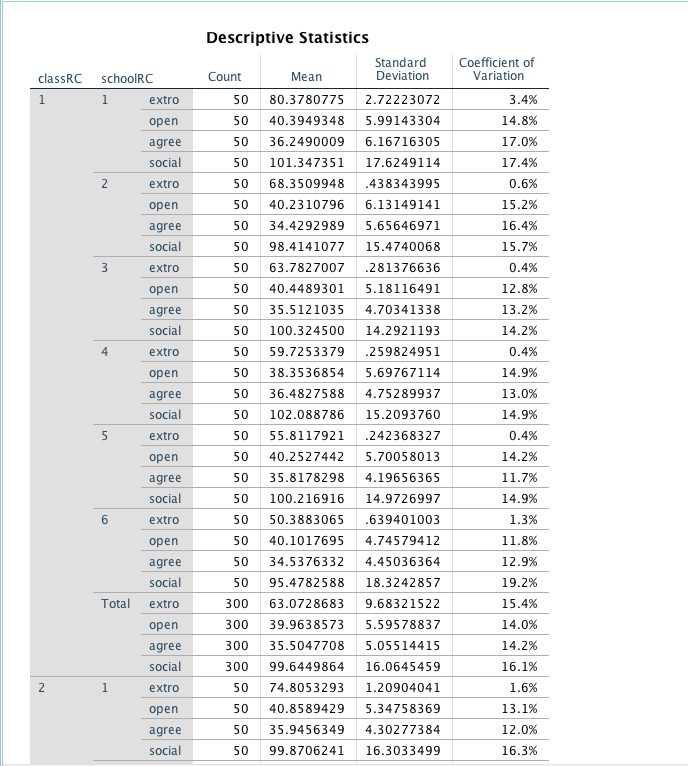 Descriptive Statistics
classRC schoolRC Count Mean Standard Deviation Coefficient of Variation
1 1 extro 50 80.3780775 2.72223072 3.4%
open 50 40.3949348 5.99143304 14.8%
agree 50 36.2490009 6.16716305 17.0%
social 50 101.347351 17.6249114 17.4%
2 extro 50 68.3509948 .438343995 0.6%
open 50 40.2310796 6.13149141 15.2%
agree 50 34.4292989 5.65646971 16.4%
social 50 98.4141077 15.4740068 15.7%
3 extro 50 63.7827007 .281376636 0.4%
open 50 40.4489301 5.18116491 12.8%
agree 50 35.5121035 4.70341338 13.2%
social 50 100.324500 14.2921193 14.2%
4 extro 50 59.7253379 .259824951 0.4%
open 50 38.3536854 5.69767114 14.9%
agree 50 36.4827588 4.75289937 13.0%
social 50 102.088786 15.2093760 14.9%
5 extro 50 55.8117921 .242368327 0.4%
open 50 40.2527442 5.70058013 14.2%
agree 50 35.8178298 4.19656365 11.7%
social 50 100.216916 14.9726997 14.9%
6 extro 50 50.3883065 .639401003 1.3%
open 50 40.1017695 4.74579412 11.8%
agree 50 34.5376332 4.45036364 12.9%
social 50 95.4782588 18.3242857 19.2%
Total extro 300 63.0728683 9.68321522 15.4%
open 300 39.9638573 5.59578837 14.0%
agree 300 35.5047708 5.05514415 14.2%
social 300 99.6449864 16.0645459 16.1%
2 1 extro 50 74.8053293 1.20904041 1.6%
open 50 40.8589429 5.34758369 13.1%
agree 50 35.9456349 4.30277384 12.0%
social 50 99.8706241 16.3033499 16.3%